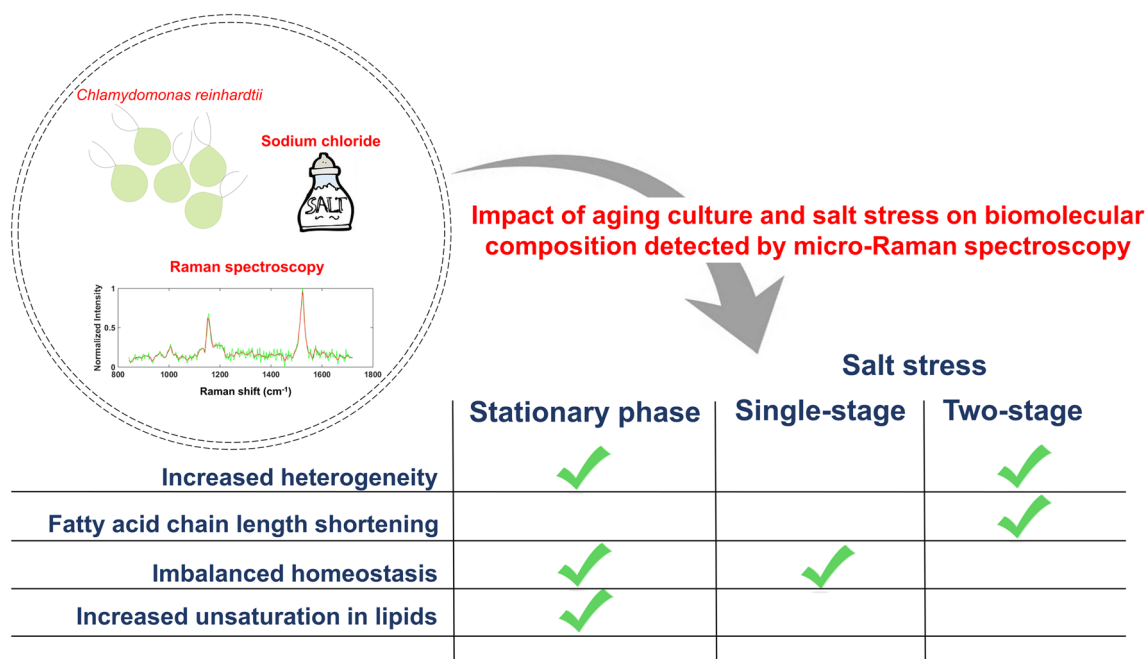 Chlamydomonas reinhardtii
Sodium chloride
SALT
Raman spectroscopy
Normalized Intensity
1
0.5
0
800 1000 1200 1400 1600 1800
Raman shift (cm⁻¹)
Impact of aging culture and salt stress on biomolecular
composition detected by micro-Raman spectroscopy
Salt stress
Stationary phase Single-stage Two-stage
Increased heterogeneity
Fatty acid chain length shortening
Imbalanced homeostasis
Increased unsaturation in lipids